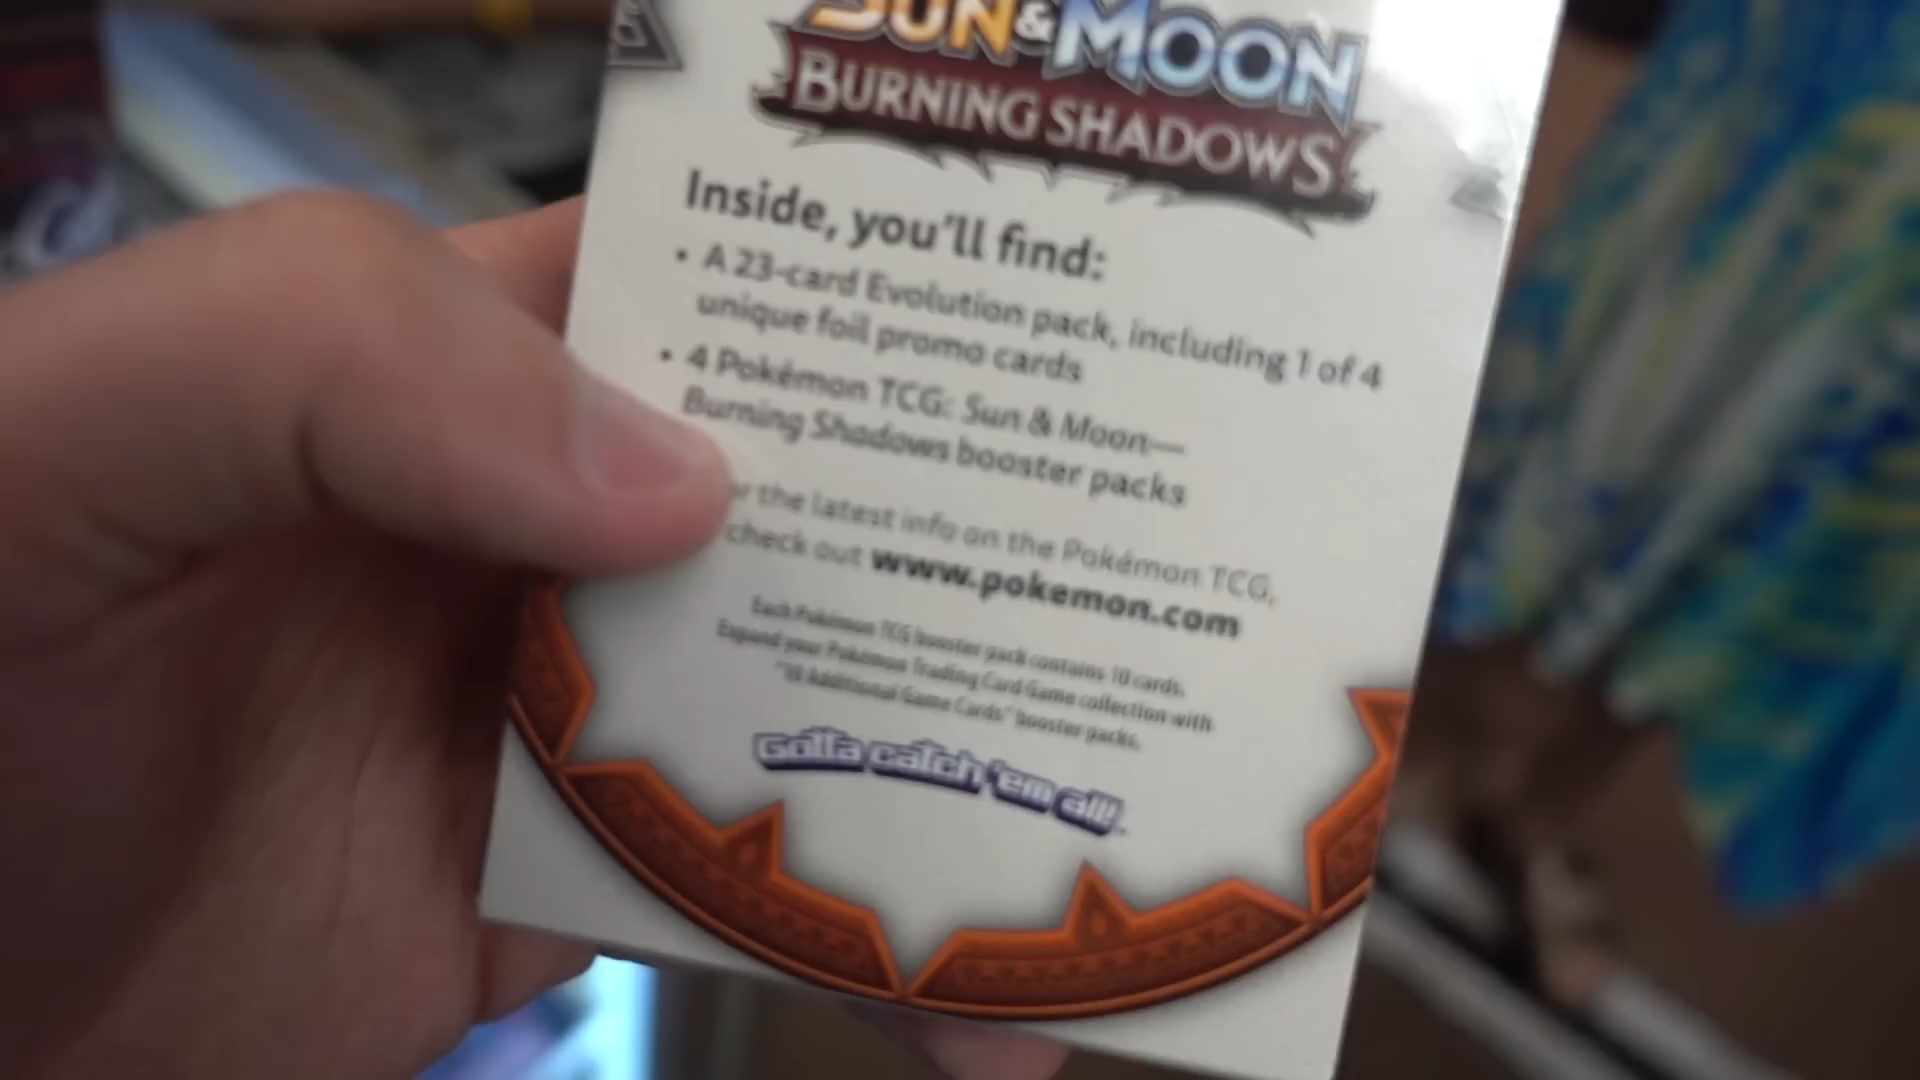 SUN & MOON
BURNING SHADOWS
Inside, you'll find:
• A 23-card Evolution pack, including 1 of 4
unique foil promo cards
• 4 Pokémon TCG: Sun & Moon—
Burning Shadows booster packs
the latest info on the Pokémon TCG,
check out www.pokemon.com
Each Pokémon TCG booster pack contains 10 cards.
Expand your Pokémon Trading Card Game collection with
"10 Additional Game Cards" booster packs.
Gotta catch 'em all!